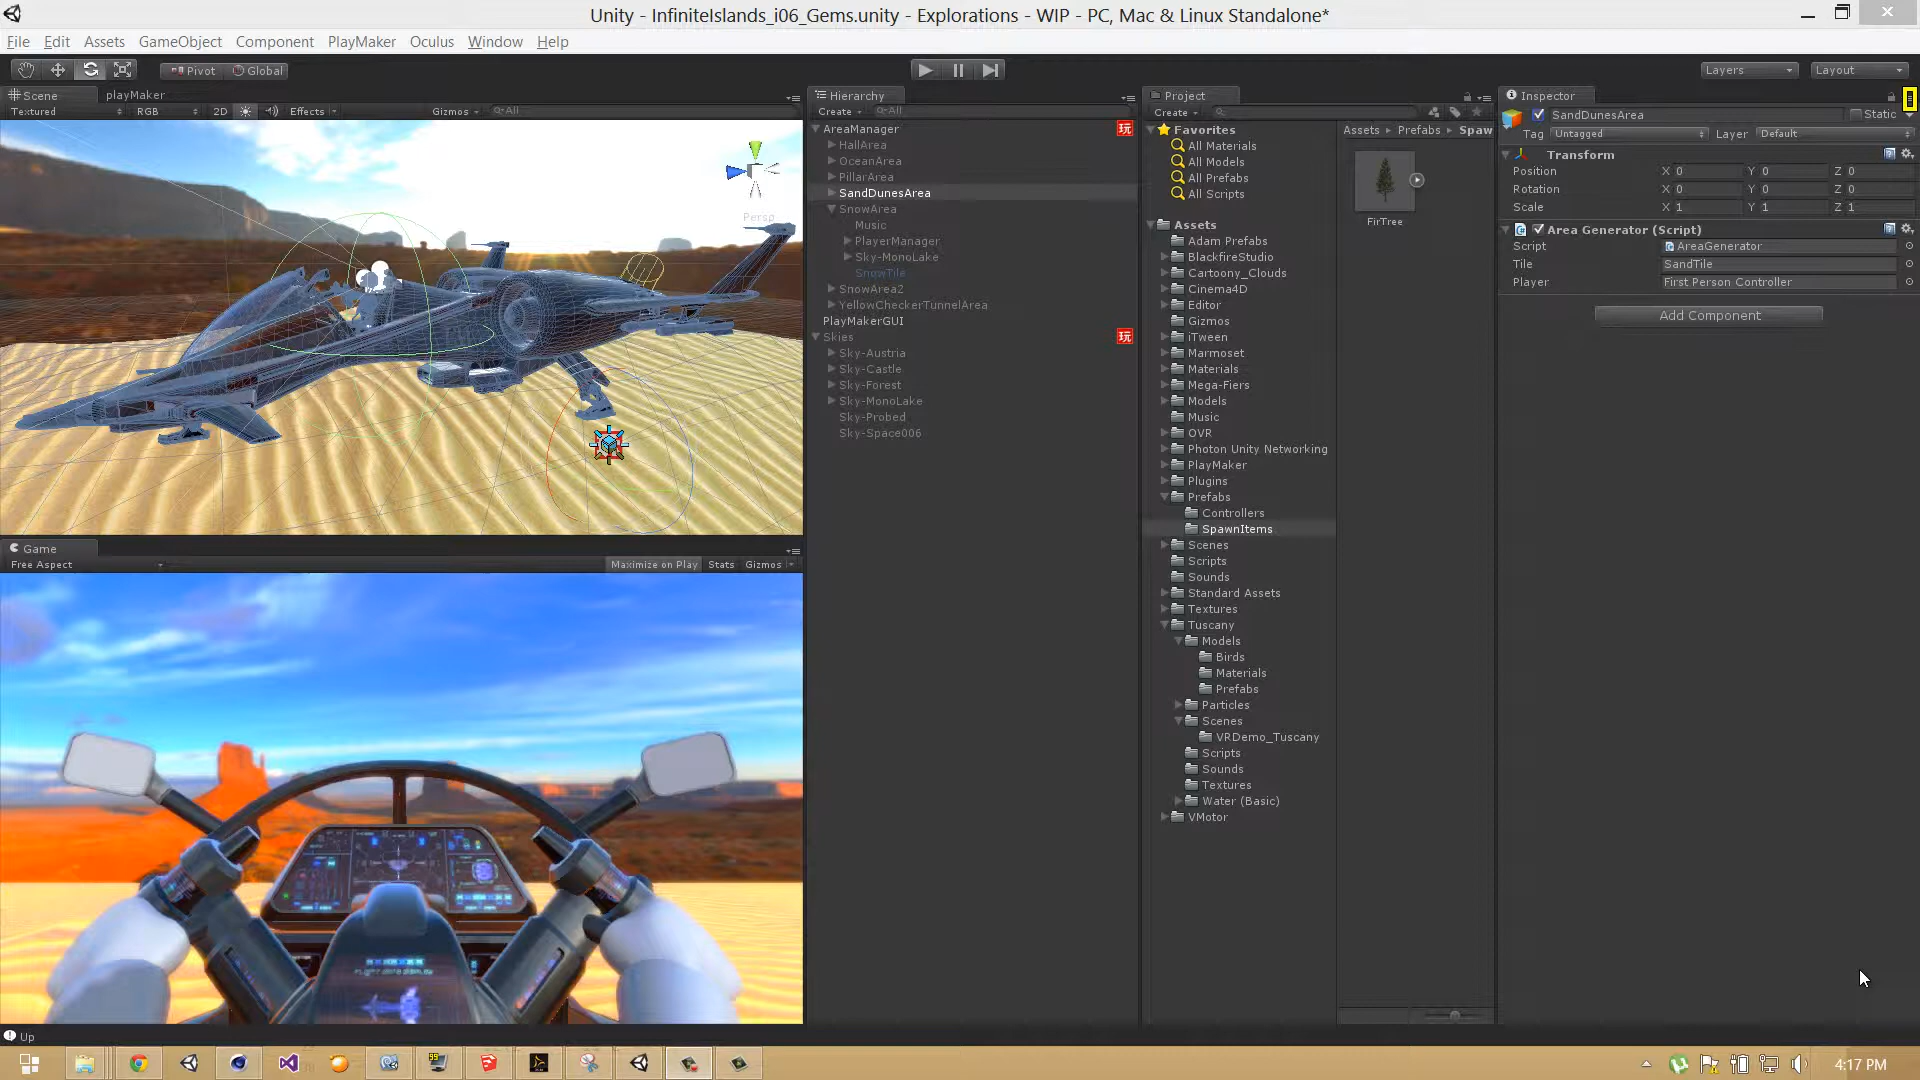 Unity - InfiniteIslands_i06_Gems.unity - Explorations - WIP - PC, Mac & Linux Standalone*
File Edit Assets GameObject Component PlayMaker Oculus Window Help
Pivot Global
Layers Layout
Scene playMaker
Textured RGB 2D Effects Gizmos All
Persp
Game
Free Aspect Maximize on Play Stats Gizmos
Hierarchy
Create All
AreaManager 玩
HallArea
OceanArea
PillarArea
SandDunesArea
SnowArea
Music
PlayerManager
Sky-MonoLake
SnowTile
SnowArea2
YellowCheckerTunnelArea
PlayMakerGUI
Skies 玩
Sky-Austria
Sky-Castle
Sky-Forest
Sky-MonoLake
Sky-Probed
Sky-Space006
Project
Create
Favorites
All Materials
All Models
All Prefabs
All Scripts
Assets
Adam Prefabs
BlackfireStudio
Cartoony_Clouds
Cinema4D
Editor
Gizmos
iTween
Marmoset
Materials
Mega-Fiers
Models
Music
OVR
Photon Unity Networking
PlayMaker
Plugins
Prefabs
Controllers
SpawnItems
Scenes
Scripts
Sounds
Standard Assets
Textures
Tuscany
Models
Birds
Materials
Prefabs
Particles
Scenes
VRDemo_Tuscany
Scripts
Sounds
Textures
Water (Basic)
VMotor
Assets Prefabs Spaw
FirTree
Inspector
SandDunesArea Static
Tag Untagged Layer Default
Transform
Position X 0 Y 0 Z 0
Rotation X 0 Y 0 Z 0
Scale X 1 Y 1 Z 1
Area Generator (Script)
Script AreaGenerator
Tile SandTile
Player First Person Controller
Add Component
Up
4:17 PM